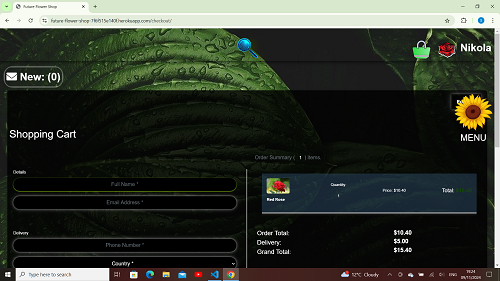 Future Flower Shop
future-flower-shop-1f6f515e140f.herokuapp.com/checkout/
Nikola
New: (0)
MENU
Shopping Cart
Order Summary ( 1 ) items
Details
Full Name *
Email Address *
Delivery
Phone Number *
Country *
Quantity
1
Price: $10.40
Total:
Red Rose
Order Total: $10.40
Delivery: $5.00
Grand Total: $15.40
Type here to search
12°C Cloudy
19:24
09/11/2024